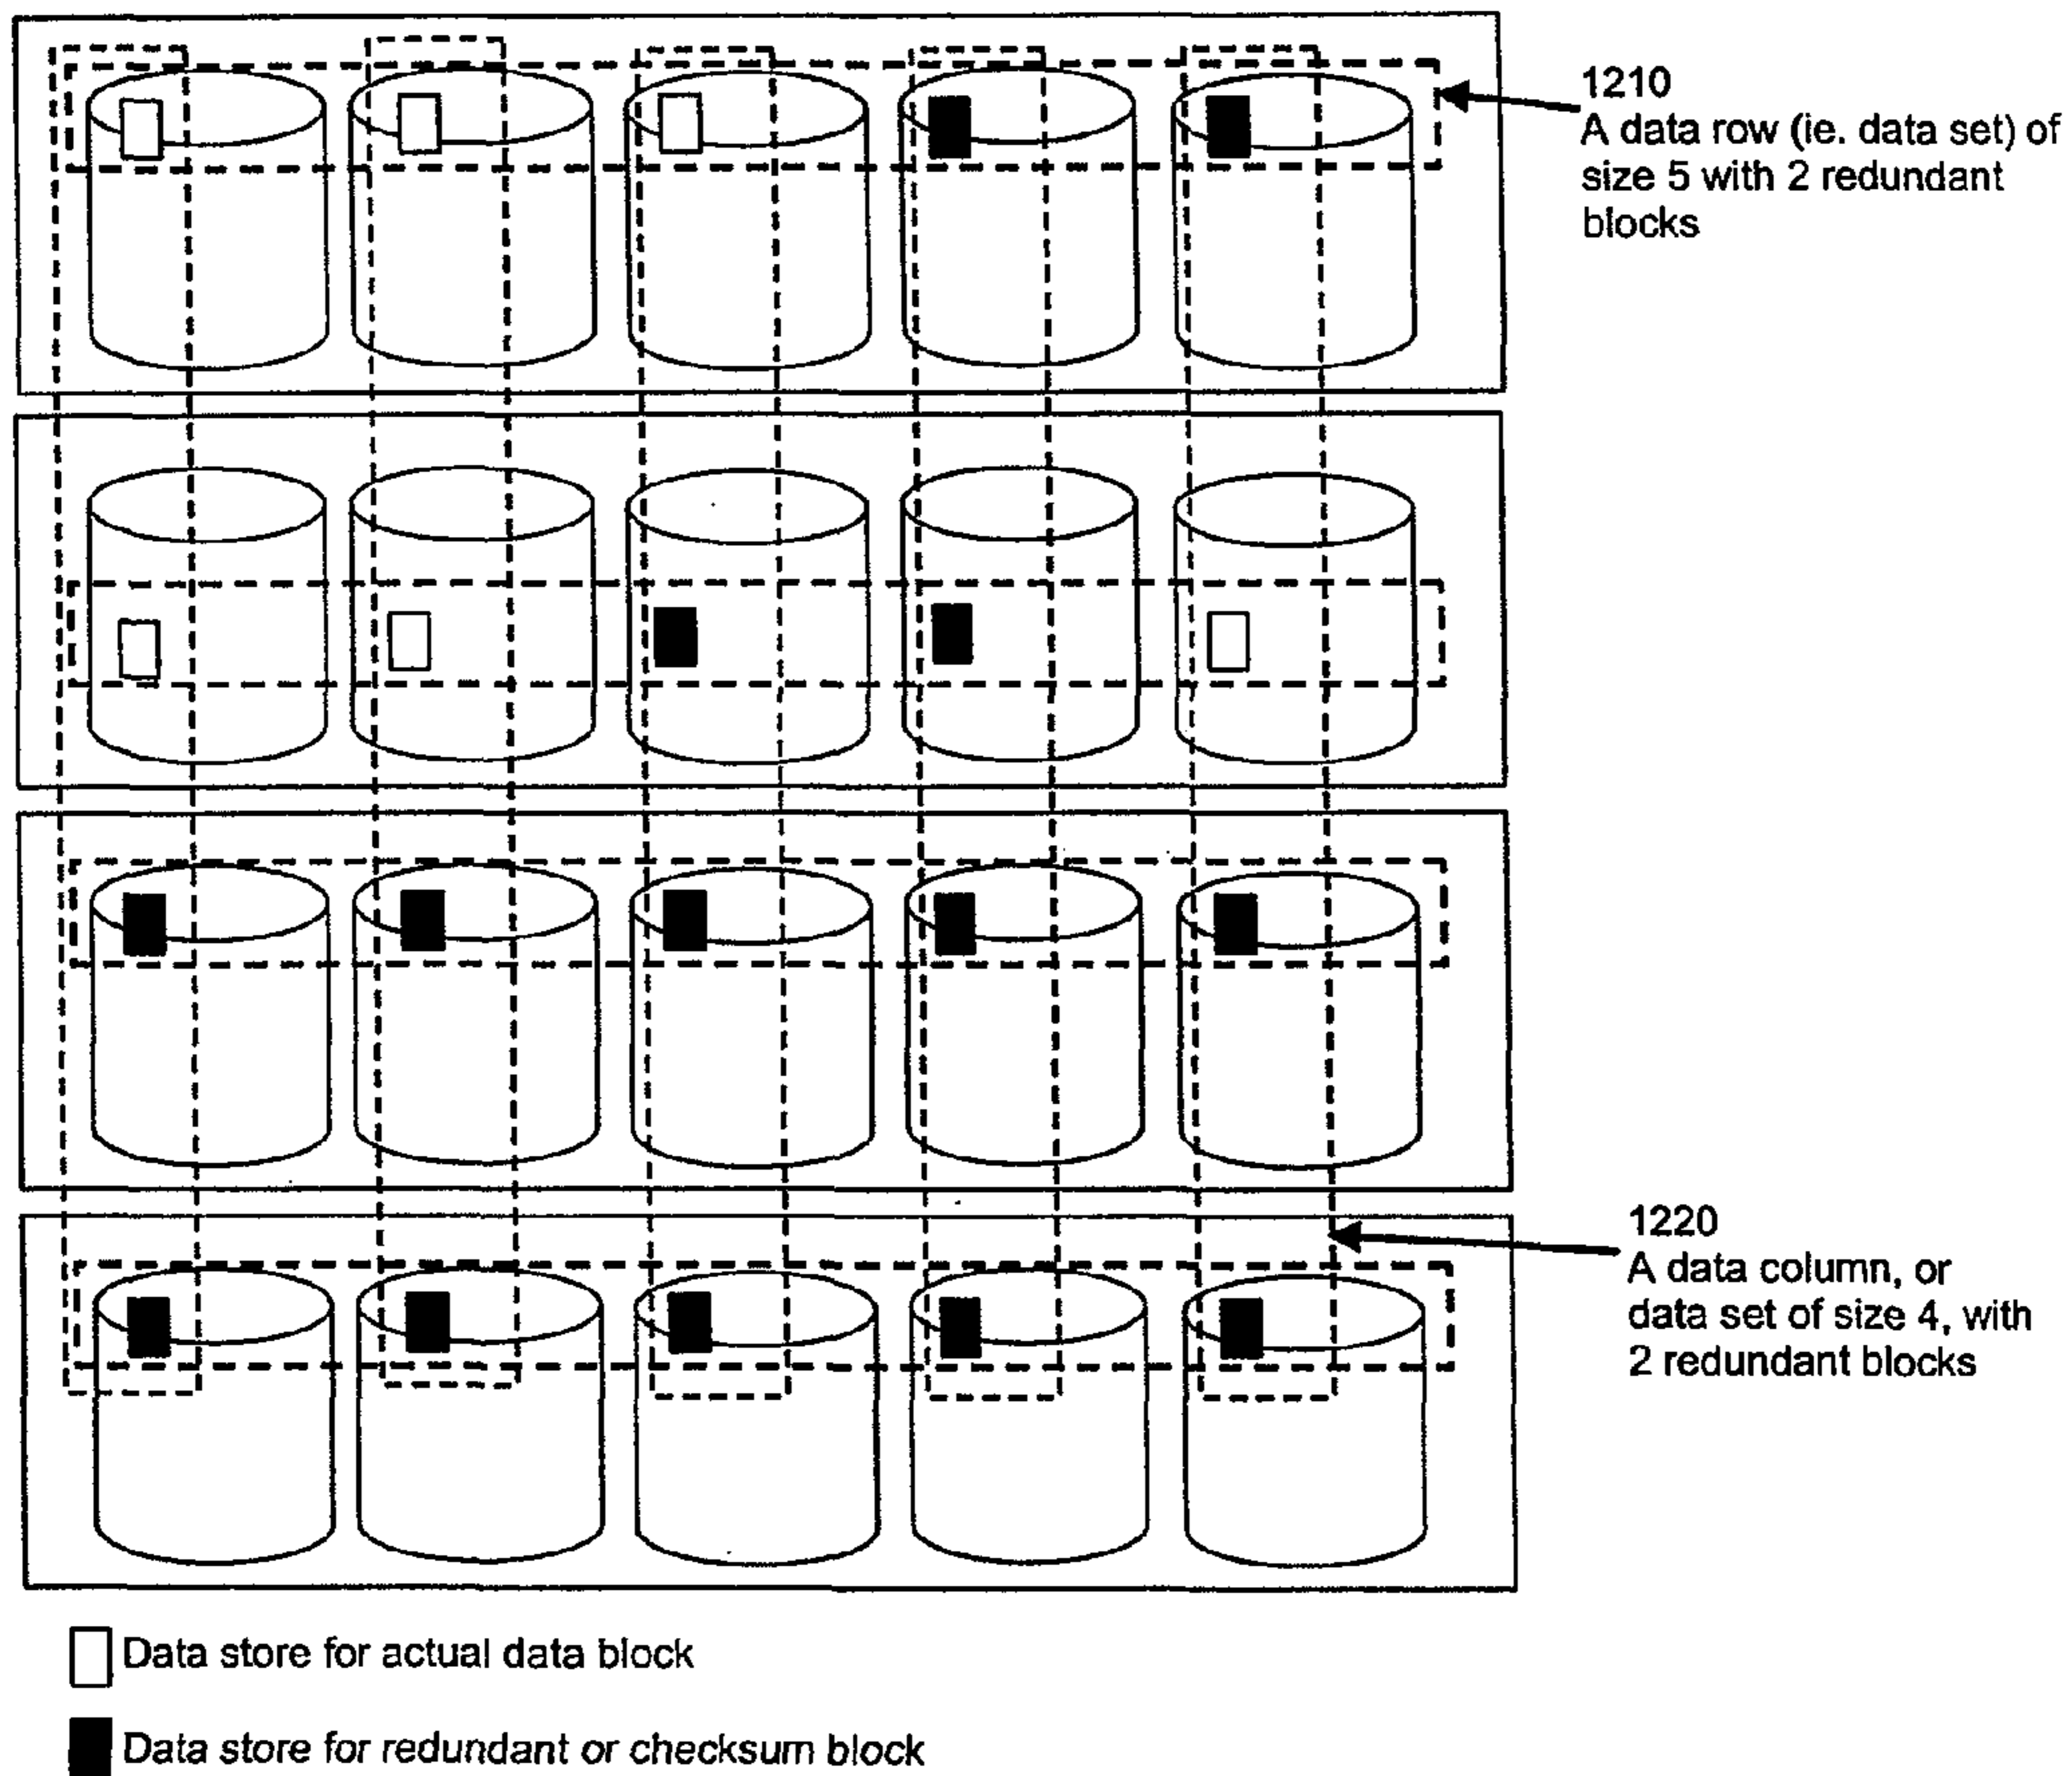 1210
A data row (ie. data set) of
size 5 with 2 redundant
blocks
1220
A data column, or
data set of size 4, with
2 redundant blocks
Data store for actual data block
Data store for redundant or checksum block